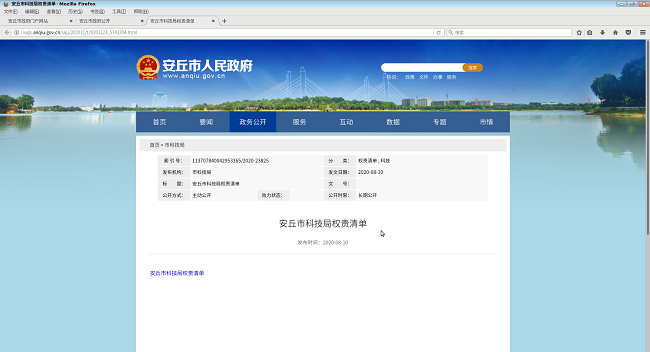 安丘市科技局权责清单 - Mozilla Firefox
文件(F) 编辑(E) 查看(V) 历史(S) 书签(B) 工具(T) 帮助(H)
安丘市政府门户网站 安丘市政府公开 安丘市科技局权责清单
搜索
安丘市人民政府
www.anqiu.gov.cn
搜索
热词： 政策 文件 办事 服务
首页 要闻 政务公开 服务 互动 数据 专题 市情
首页 > 市科技局
索 引 号： 11370784004295336S/2020-23825 分 类： 权责清单 ; 科技
发布机构： 市科技局 发文日期： 2020-08-10
标 题： 安丘市科技局权责清单 文 号：
公开方式： 主动公开 效力状态： 公开时限： 长期公开
安丘市科技局权责清单
发布时间：2020-08-10
安丘市科技局权责清单